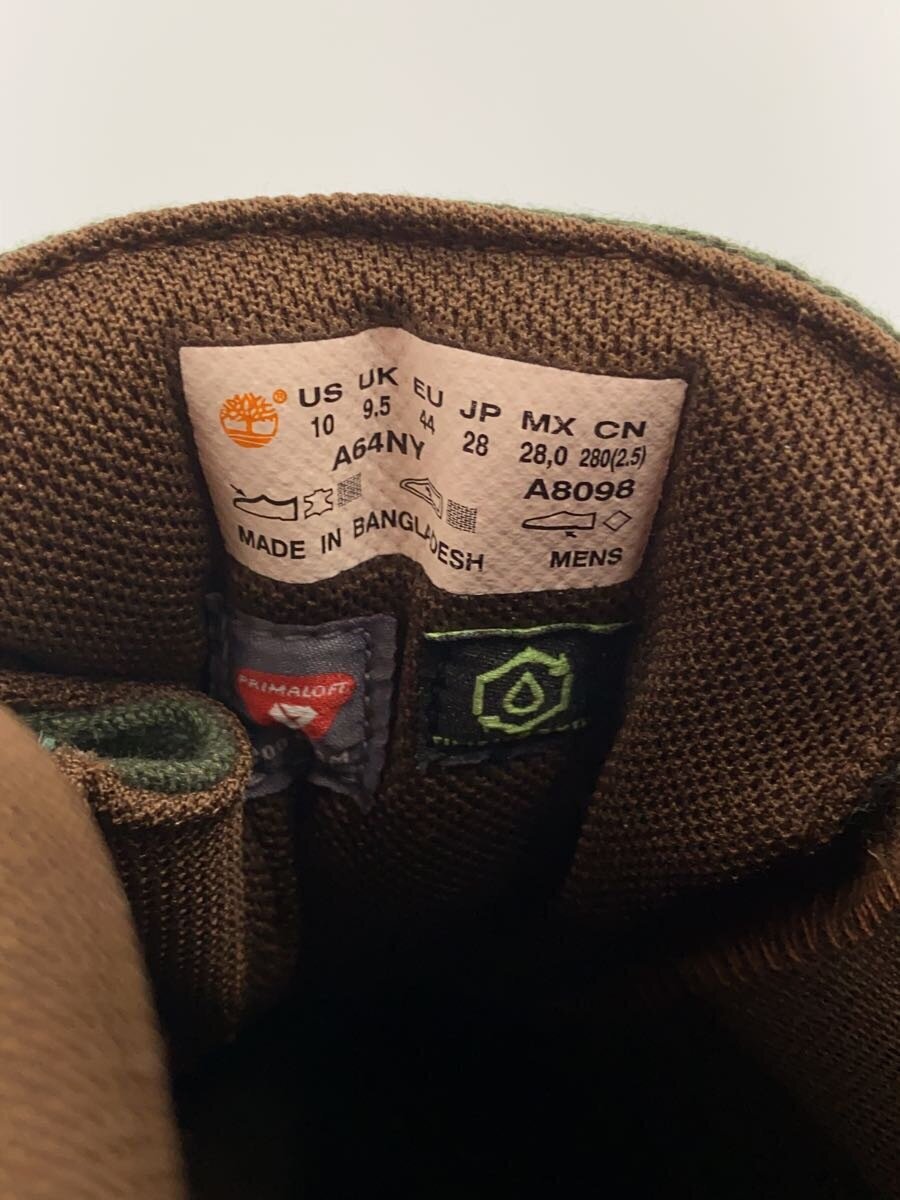 ® US UK EU JP MX CN
10 9.5 44 28 28,0 280(2.5)
A64NY A8098
MADE IN BANGLADESH MENS
PRIMALOFT